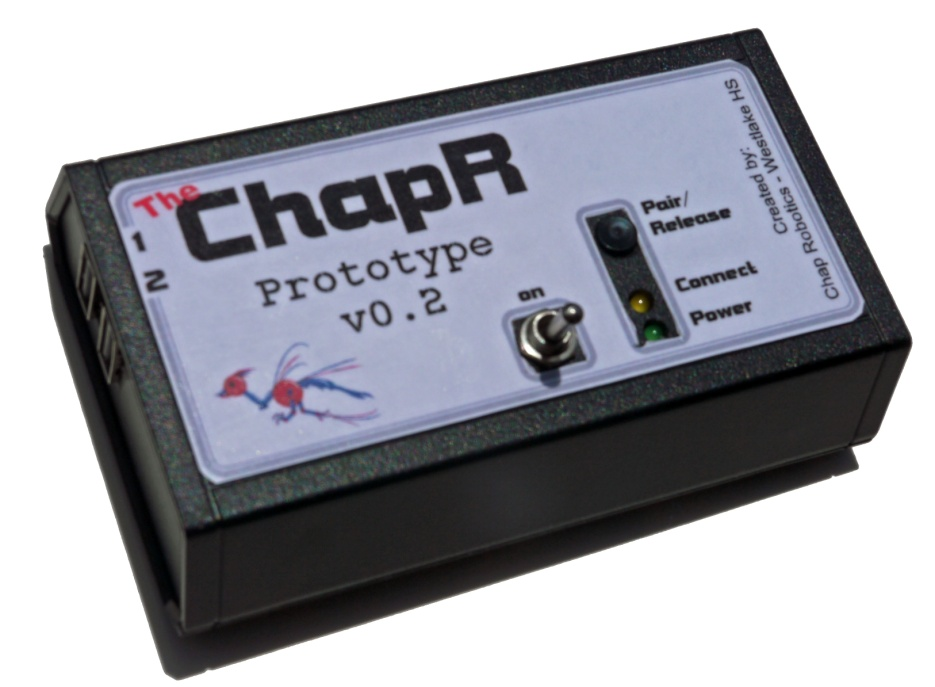 The
ChapR
Prototype
v0.2
1
2
on
Pair/
Release
Connect
Power
Created by:
Chap Robotics - Westlake HS